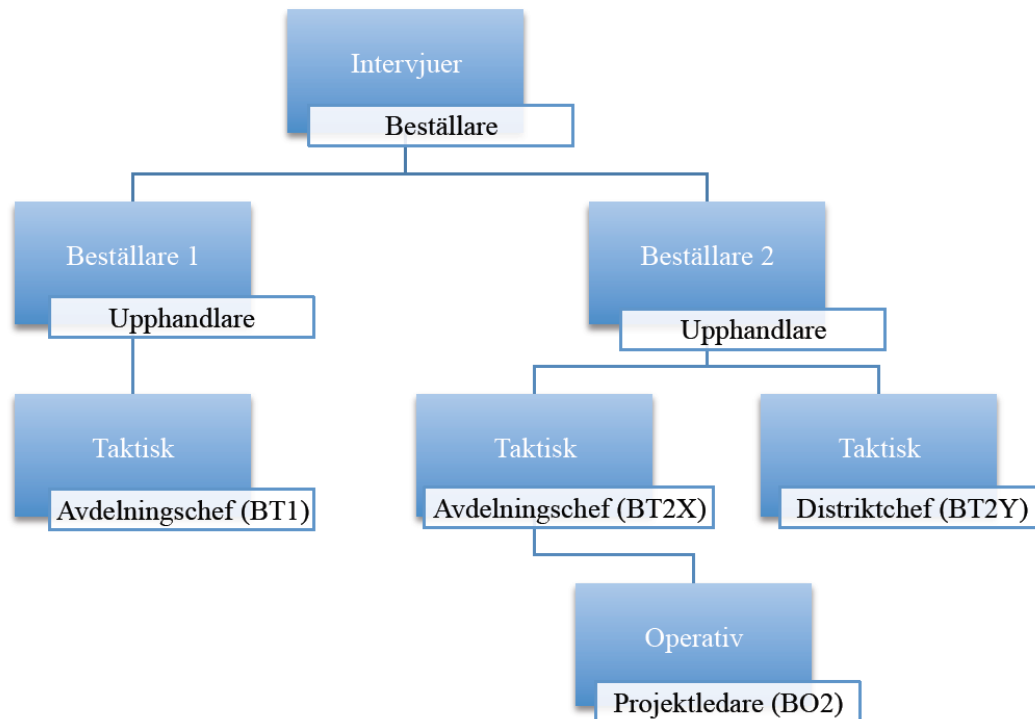 Intervjuer
Beställare
Beställare 1
Upphandlare
Beställare 2
Upphandlare
Taktisk
Avdelningschef (BT1)
Taktisk
Avdelningschef (BT2X)
Taktisk
Distriktchef (BT2Y)
Operativ
Projektledare (BO2)